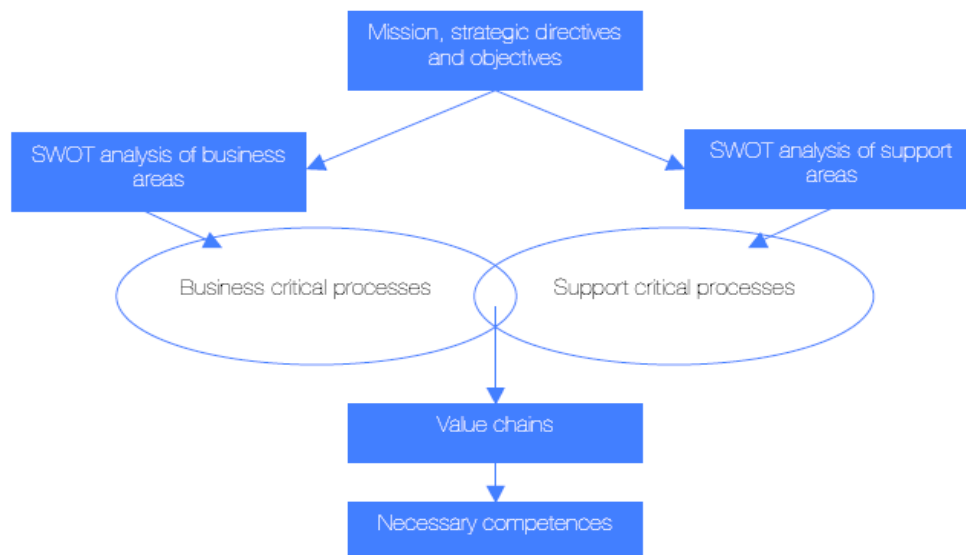 Mission, strategic directives
and objectives
SWOT analysis of business
areas
SWOT analysis of support
areas
Business critical processes
Support critical processes
Value chains
Necessary competences